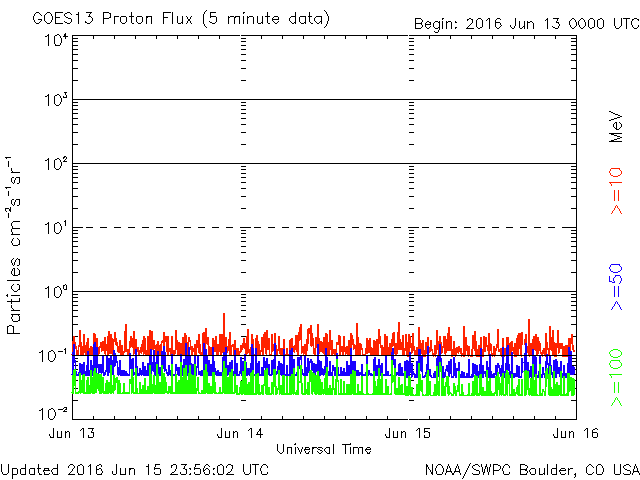 GOES13 Proton Flux (5 minute data)
Begin: 2016 Jun 13 0000 UTC
10⁴
10³
10²
10¹
10⁰
10⁻¹
10⁻²
Particles cm⁻²s⁻¹sr⁻¹
MeV
>=10
>=50
>=100
Jun 13
Jun 14
Jun 15
Jun 16
Universal Time
Updated 2016 Jun 15 23:56:02 UTC
NOAA/SWPC Boulder, CO USA